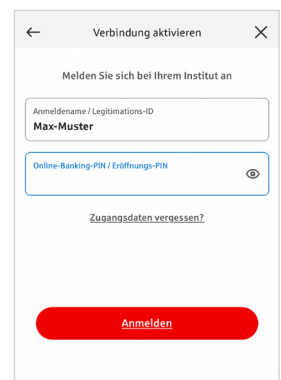 Verbindung aktivieren
Melden Sie sich bei Ihrem Institut an
Anmeldename / Legitimations-ID
Max-Muster
Online-Banking-PIN / Eröffnungs-PIN
Zugangsdaten vergessen?
Anmelden